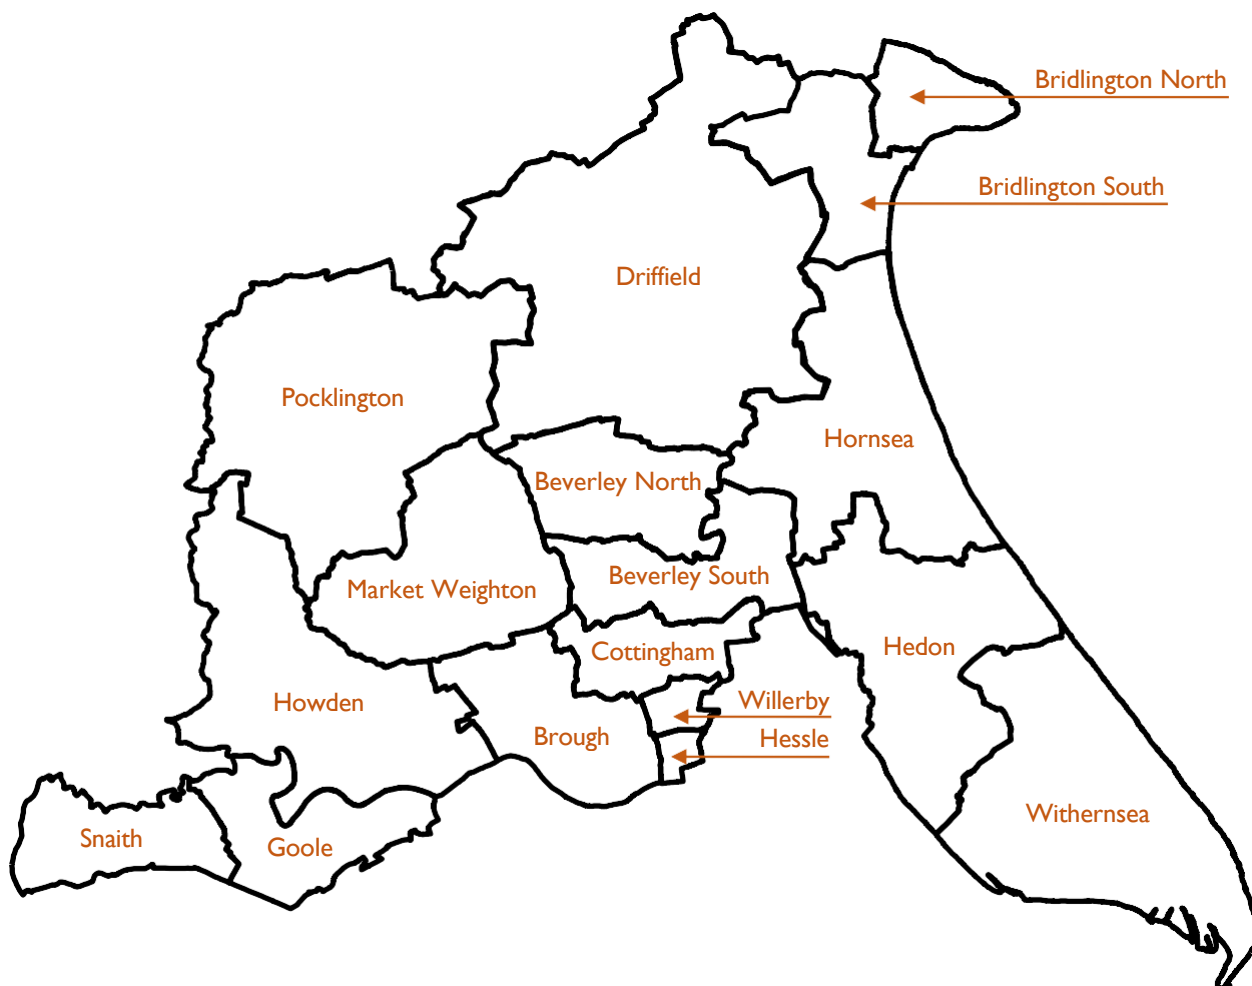 Bridlington North
Bridlington South
Driffield
Pocklington
Hornsea
Beverley North
Beverley South
Market Weighton
Cottingham
Hedon
Howden
Willerby
Brough
Hessle
Withernsea
Snaith
Goole